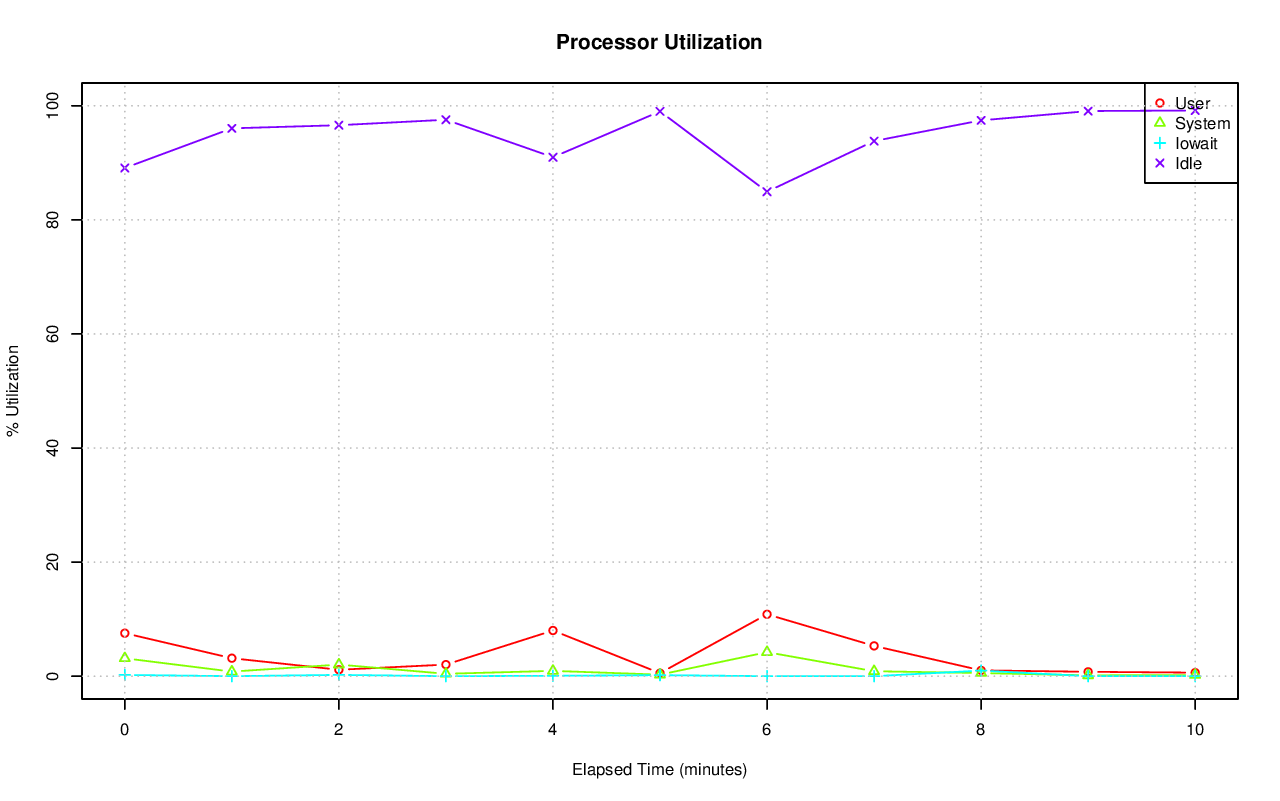 Processor Utilization
% Utilization
100
80
60
40
20
0
0 2 4 6 8 10
Elapsed Time (minutes)
User
System
Iowait
Idle